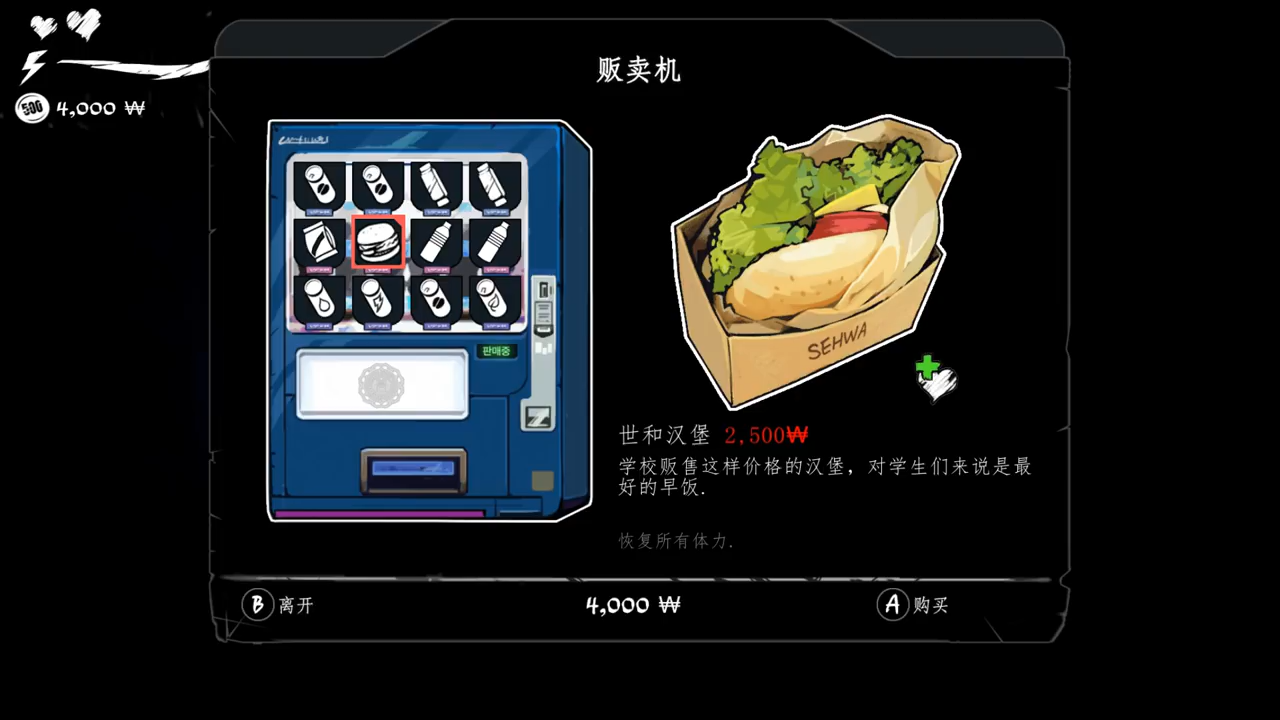 贩卖机
500 4,000 ₩
판매중
SEHWA
世和汉堡 2,500₩
学校贩售这样价格的汉堡, 对学生们来说是最
好的早饭.
恢复所有体力.
B 离开
4,000 ₩
A 购买